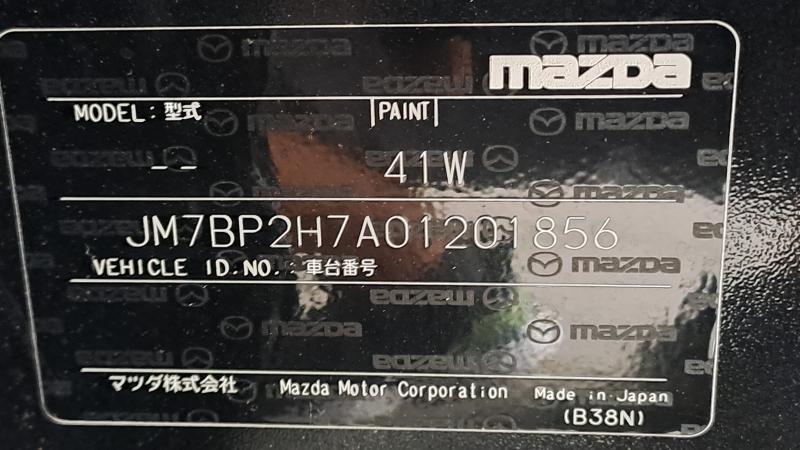 mazda
MODEL: 型式 PAINT
-- 41W
JM7BP2H7A01201856
VEHICLE ID.NO.: 車台番号
マツダ株式会社 Mazda Motor Corporation Made in Japan
(B38N)